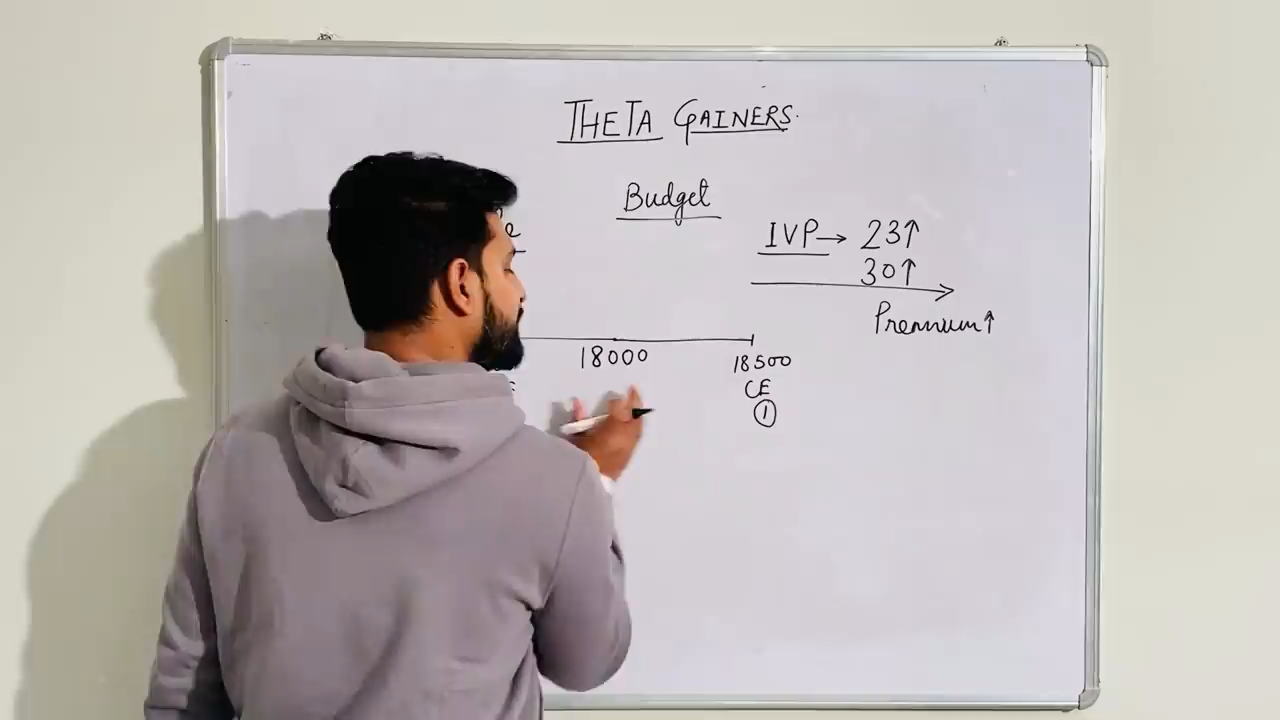 THETA GAINERS.
Budget
IVP → 23↑
30↑
Premium↑
18000
18500
CE
1